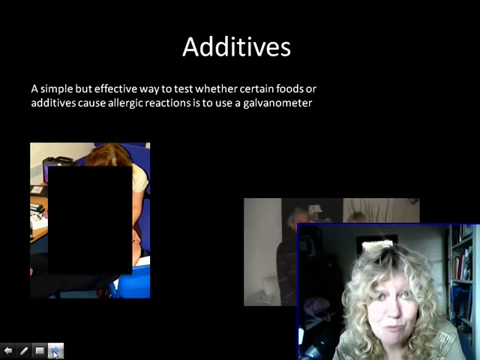 Additives
A simple but effective way to test whether certain foods or
additives cause allergic reactions is to use a galvanometer